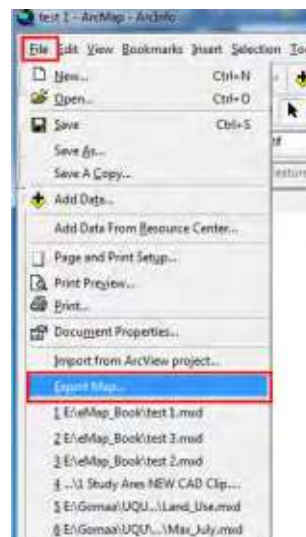 test 1 - ArcMap - ArcInfo
File Edit View Bookmarks Insert Selection
New... Ctrl+N
Open... Ctrl+O
Save Ctrl+S
Save As...
Save A Copy...
Add Data...
Add Data From Resource Center...
Page and Print Setup...
Print Preview...
Print...
Document Properties...
Import from ArcView project...
Export Map...
1 E:\eMap_Book\test 1.mxd
2 E:\eMap_Book\test 3.mxd
3 E:\eMap_Book\test 2.mxd
4 ...\1 Study Area NEW CAD Clip....
5 E:\Gomaa\UQU...\Land_Use.mxd
6 E:\Gomaa\UQU\...\Max_July.mxd